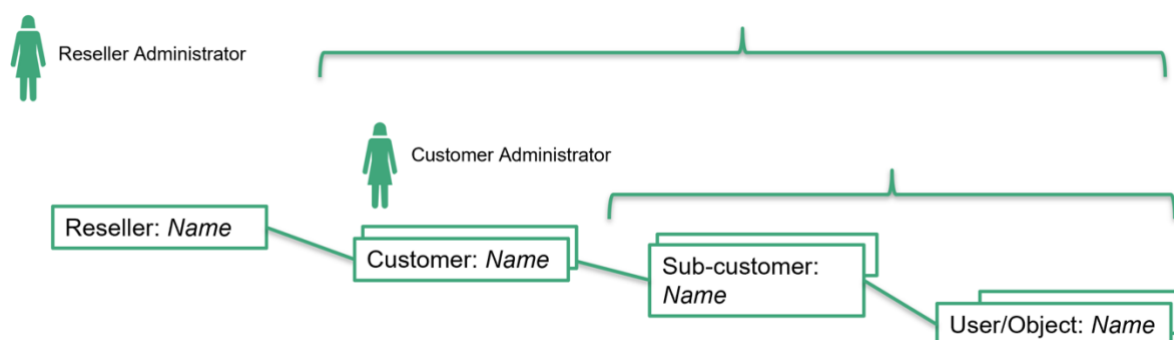 Reseller Administrator
Customer Administrator
Reseller: Name
Customer: Name
Sub-customer:
Name
User/Object: Name